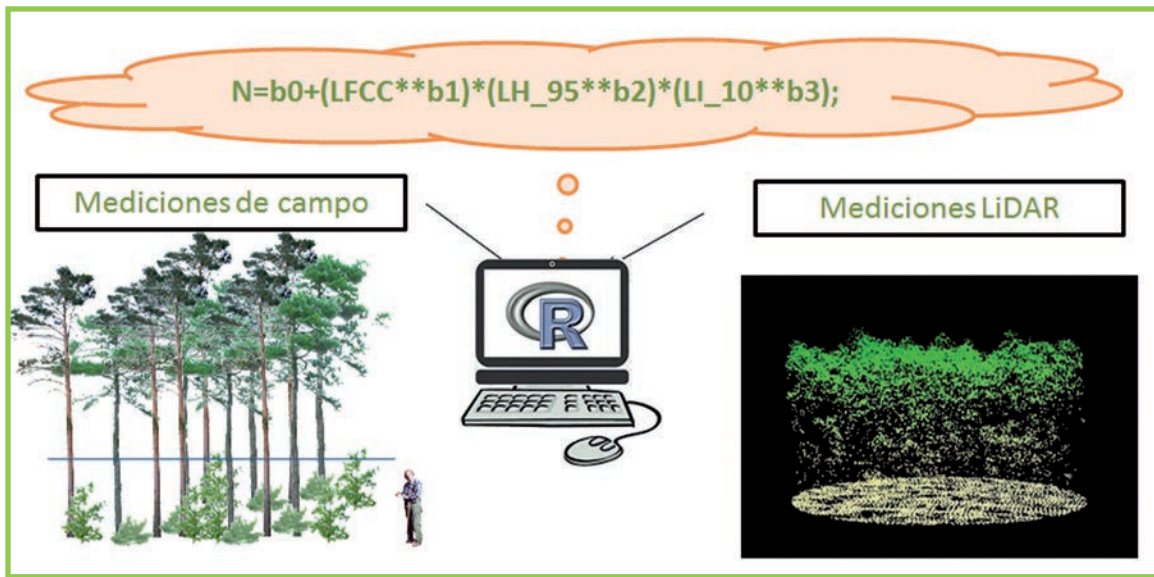 N=b0+(LFCC**b1)*(LH_95**b2)*(LI_10**b3);
Mediciones de campo
Mediciones LiDAR
R